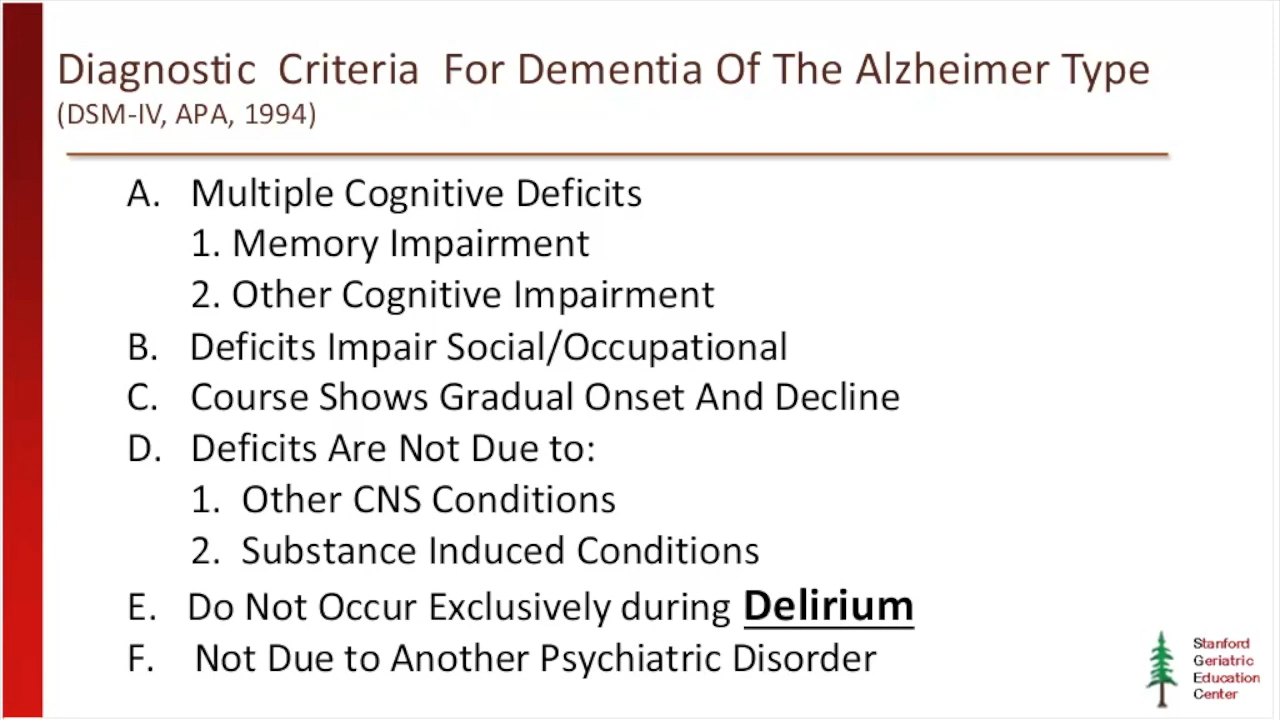 Diagnostic Criteria For Dementia Of The Alzheimer Type
(DSM-IV, APA, 1994)
A. Multiple Cognitive Deficits
1. Memory Impairment
2. Other Cognitive Impairment
B. Deficits Impair Social/Occupational
C. Course Shows Gradual Onset And Decline
D. Deficits Are Not Due to:
1. Other CNS Conditions
2. Substance Induced Conditions
E. Do Not Occur Exclusively during Delirium
F. Not Due to Another Psychiatric Disorder
Stanford
Geriatric
Education
Center